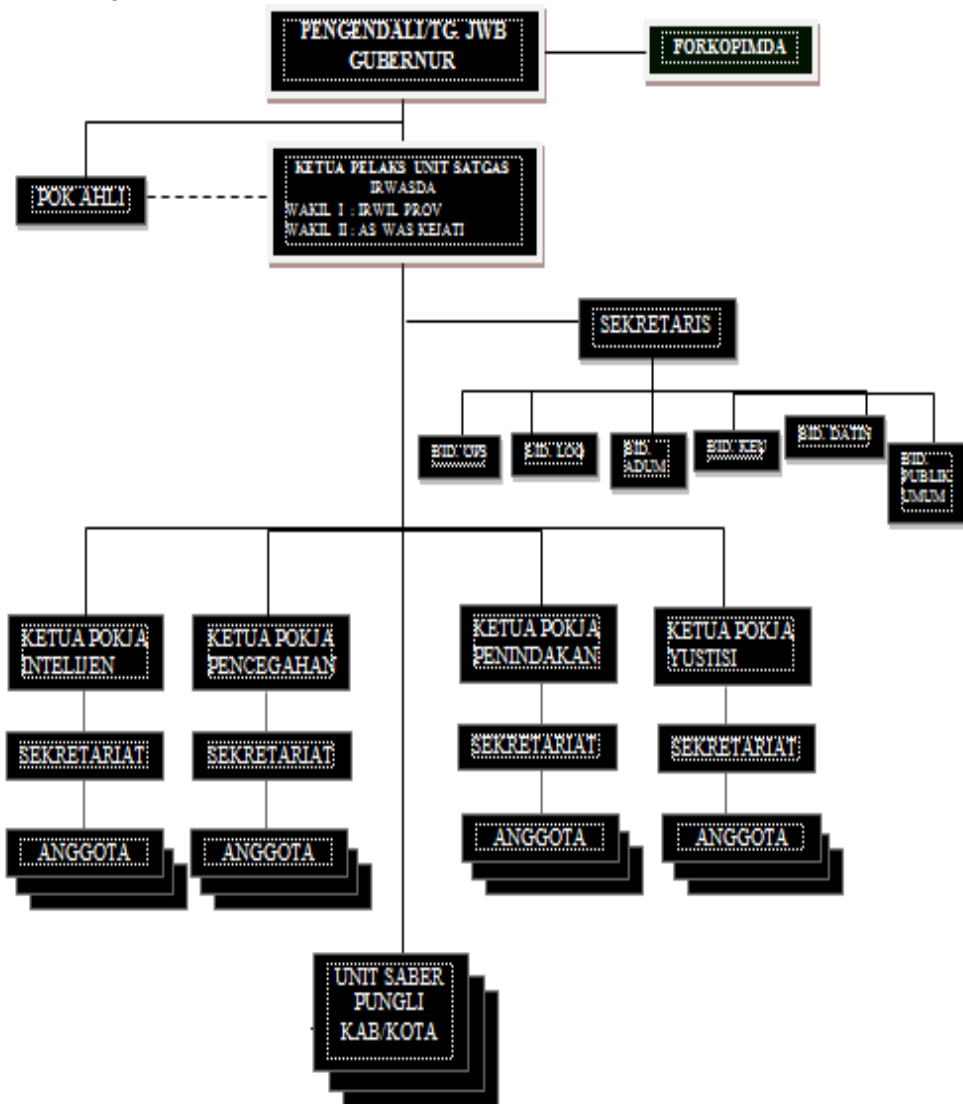 PENGENDALI/TG. JWB
GUBERNUR
FORKOPIMDA
POK AHLI
KETUA PELAKS UNIT SATGAS
IRWASDA
WAKIL I : IRWIL PROV
WAKIL II : AS WAS KEJATI
SEKRETARIS
BID. OPS
BID. LOG
BID.
ADUM
BID. KEU
BID. DATIN
BID.
PUBLIK
UMUM
KETUA POKJA
INTELIJEN
KETUA POKJA
PENCEGAHAN
KETUA POKJA
PENINDAKAN
KETUA POKJA
YUSTISI
SEKRETARIAT
SEKRETARIAT
SEKRETARIAT
SEKRETARIAT
ANGGOTA
ANGGOTA
ANGGOTA
ANGGOTA
UNIT SABER
PUNGLI
KAB/KOTA